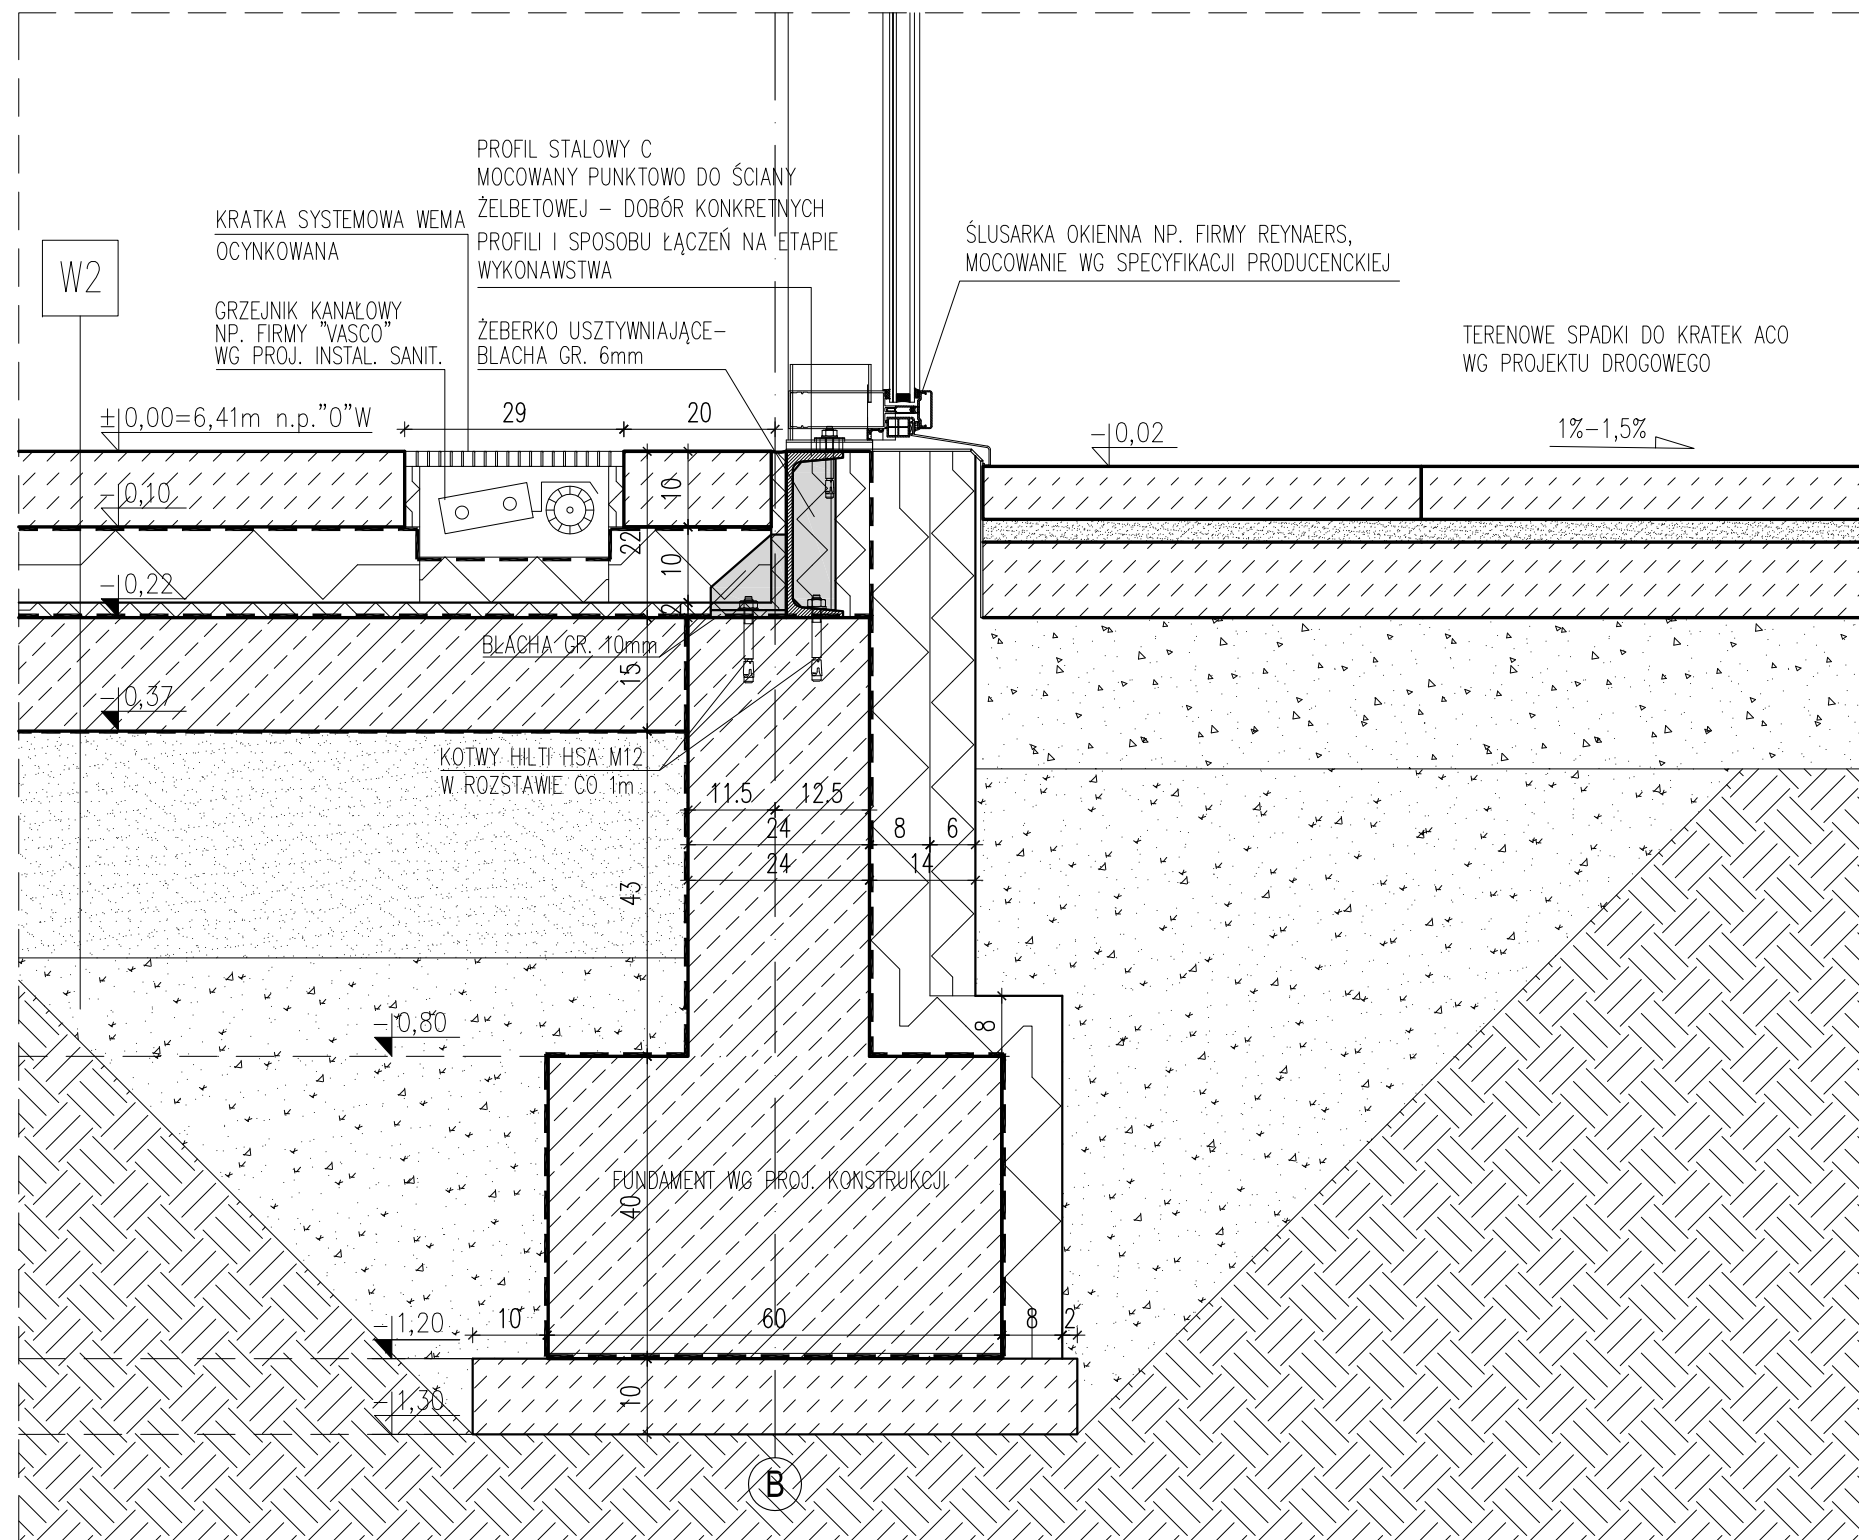 PROFIL STALOWY C
MOCOWANY PUNKTOWO DO ŚCIANY
ŻELBETOWEJ – DOBÓR KONKRETNYCH
PROFILI I SPOSOBU ŁĄCZEŃ NA ETAPIE
WYKONAWSTWA
KRATKA SYSTEMOWA WEMA
OCYNKOWANA
W2
GRZEJNIK KANAŁOWY
NP. FIRMY "VASCO"
WG PROJ. INSTAL. SANIT.
ŻEBERKO USZTYWNIAJĄCE–
BLACHA GR. 6mm
ŚLUSARKA OKIENNA NP. FIRMY REYNAERS,
MOCOWANIE WG SPECYFIKACJI PRODUCENCKIEJ
TERENOWE SPADKI DO KRATEK ACO
WG PROJEKTU DROGOWEGO
±0,00=6,41m n.p."0"W
29
20
–0,02
1%–1,5%
–0,10
10
22
10
–0,22
2
BLACHA GR. 10mm
15
–0,37
KOTWY HILTI HSA M12
W ROZSTAWIE CO 1m
11.5
12.5
24
8
6
24
14
43
–0,80
8
FUNDAMENT WG PROJ. KONSTRUKCJI
40
–1,20
10
60
8
2
–1,30
10
B